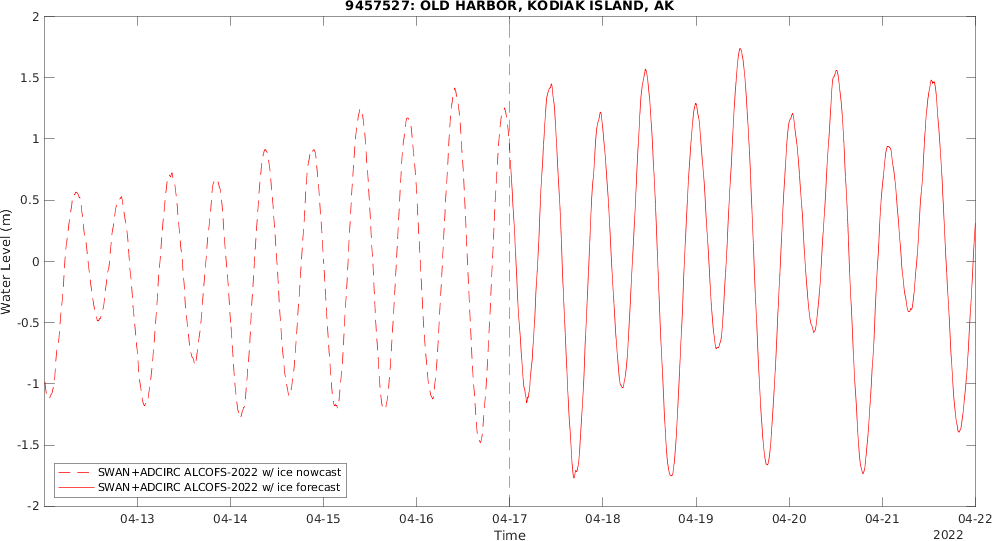 9457527: OLD HARBOR, KODIAK ISLAND, AK
2
1.5
1
0.5
0
-0.5
-1
-1.5
-2
Water Level (m)
SWAN+ADCIRC ALCOFS-2022 w/ ice nowcast
SWAN+ADCIRC ALCOFS-2022 w/ ice forecast
04-13 04-14 04-15 04-16 04-17 04-18 04-19 04-20 04-21 04-22
Time
2022